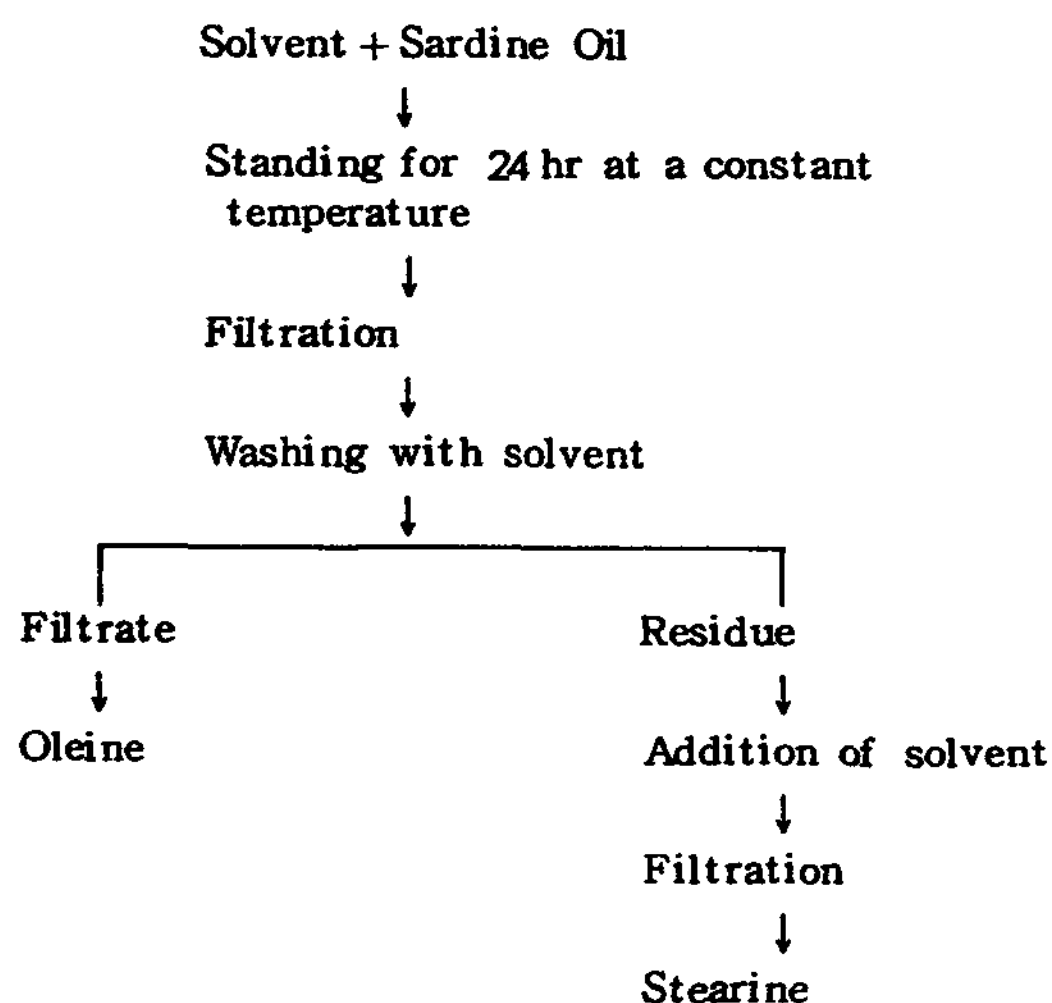 Solvent + Sardine Oil
↓
Standing for 24 hr at a constant
temperature
↓
Filtration
↓
Washing with solvent
↓
Filtrate
↓
Oleine
Residue
↓
Addition of solvent
↓
Filtration
↓
Stearine